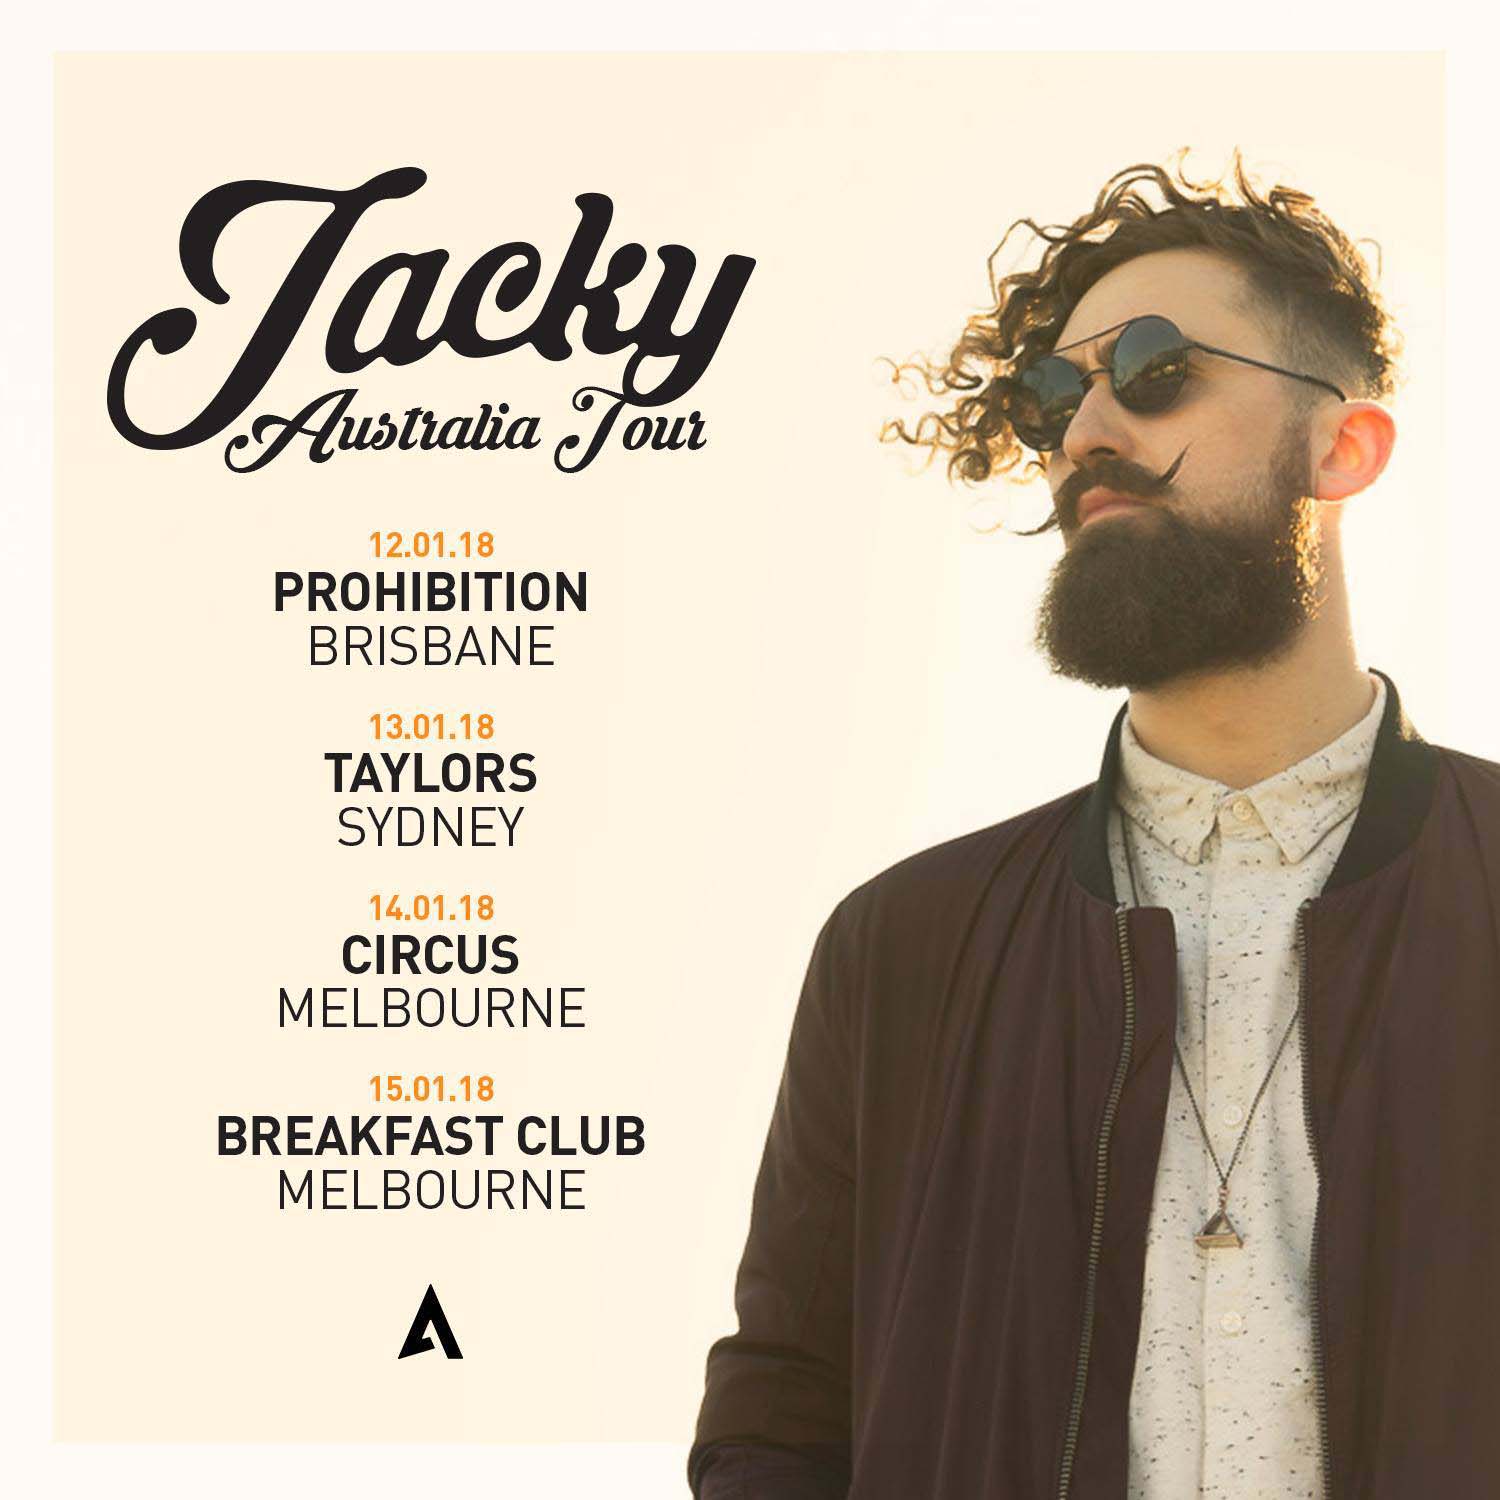 Jacky
Australia Tour
12.01.18
PROHIBITION
BRISBANE
13.01.18
TAYLORS
SYDNEY
14.01.18
CIRCUS
MELBOURNE
15.01.18
BREAKFAST CLUB
MELBOURNE